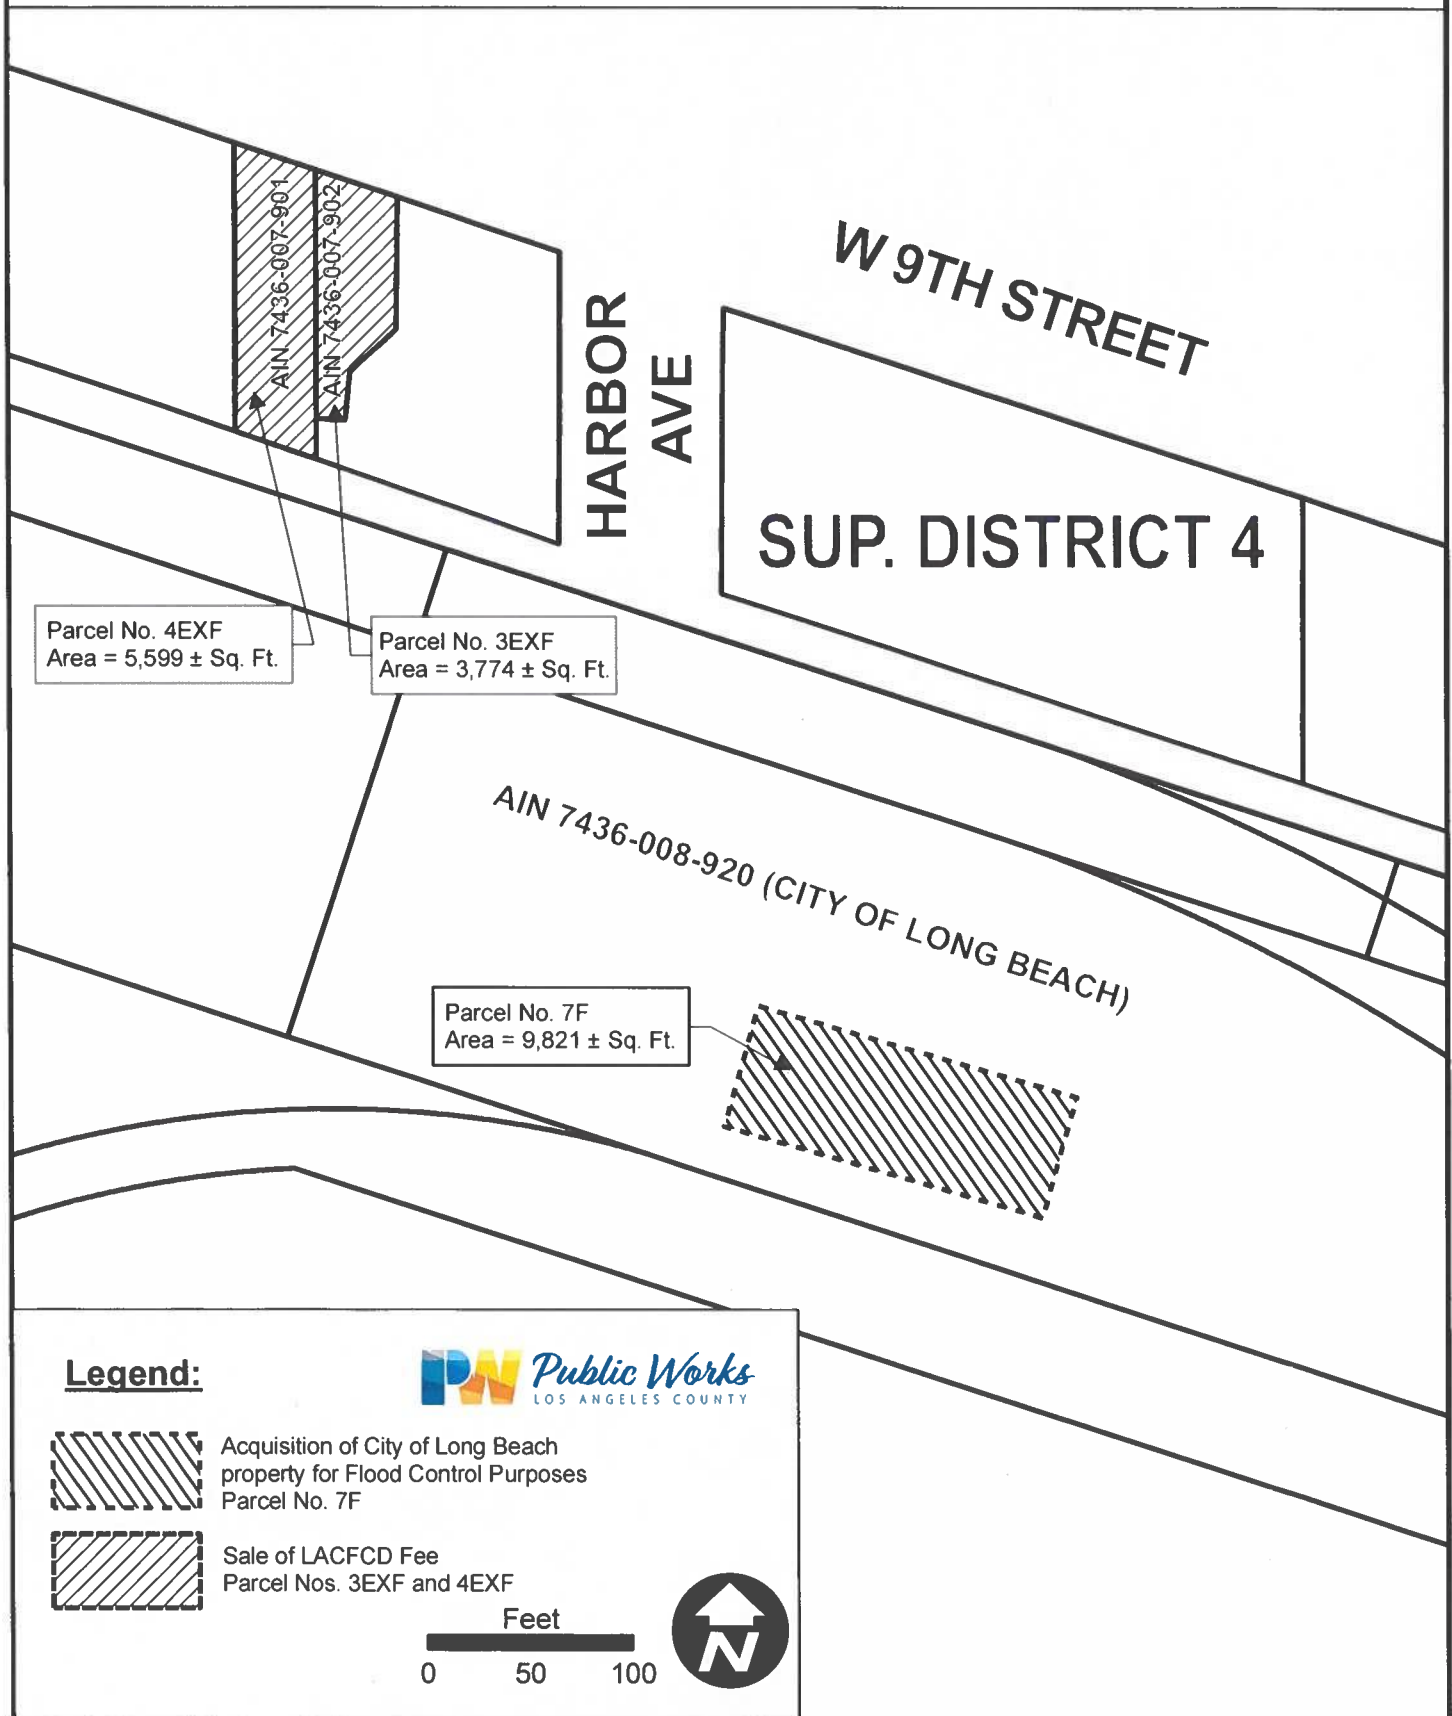 AIN 7436-007-901
AIN 7436-007-902
W 9TH STREET
HARBOR
AVE
SUP. DISTRICT 4
Parcel No. 4EXF
Area = 5,599 ± Sq. Ft.
Parcel No. 3EXF
Area = 3,774 ± Sq. Ft.
AIN 7436-008-920 (CITY OF LONG BEACH)
Parcel No. 7F
Area = 9,821 ± Sq. Ft.
Legend:
PW Public Works
LOS ANGELES COUNTY
Acquisition of City of Long Beach
property for Flood Control Purposes
Parcel No. 7F
Sale of LACFCD Fee
Parcel Nos. 3EXF and 4EXF
Feet
0 50 100
N